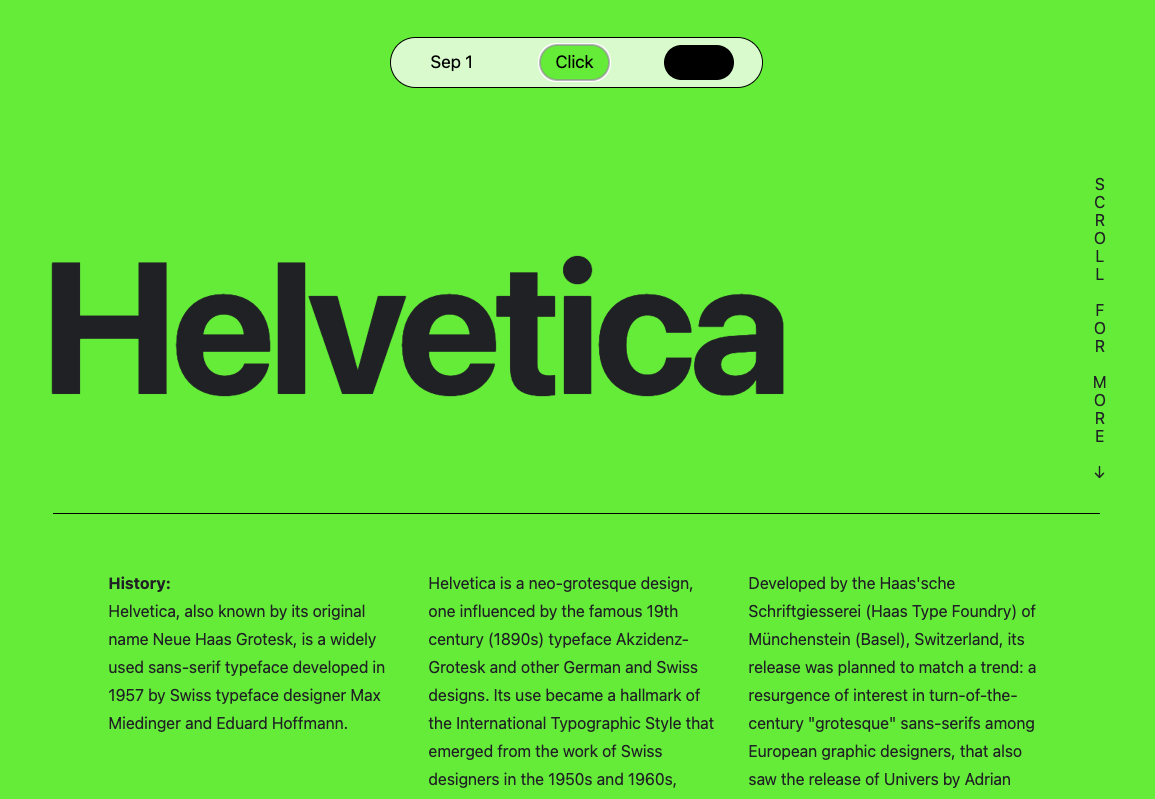 Sep 1
Click
SCROLL FOR MORE ↓
Helvetica
History:
Helvetica, also known by its original
name Neue Haas Grotesk, is a widely
used sans-serif typeface developed in
1957 by Swiss typeface designer Max
Miedinger and Eduard Hoffmann.
Helvetica is a neo-grotesque design,
one influenced by the famous 19th
century (1890s) typeface Akzidenz-
Grotesk and other German and Swiss
designs. Its use became a hallmark of
the International Typographic Style that
emerged from the work of Swiss
designers in the 1950s and 1960s,
Developed by the Haas'sche
Schriftgiesserei (Haas Type Foundry) of
Münchenstein (Basel), Switzerland, its
release was planned to match a trend: a
resurgence of interest in turn-of-the-
century "grotesque" sans-serifs among
European graphic designers, that also
saw the release of Univers by Adrian